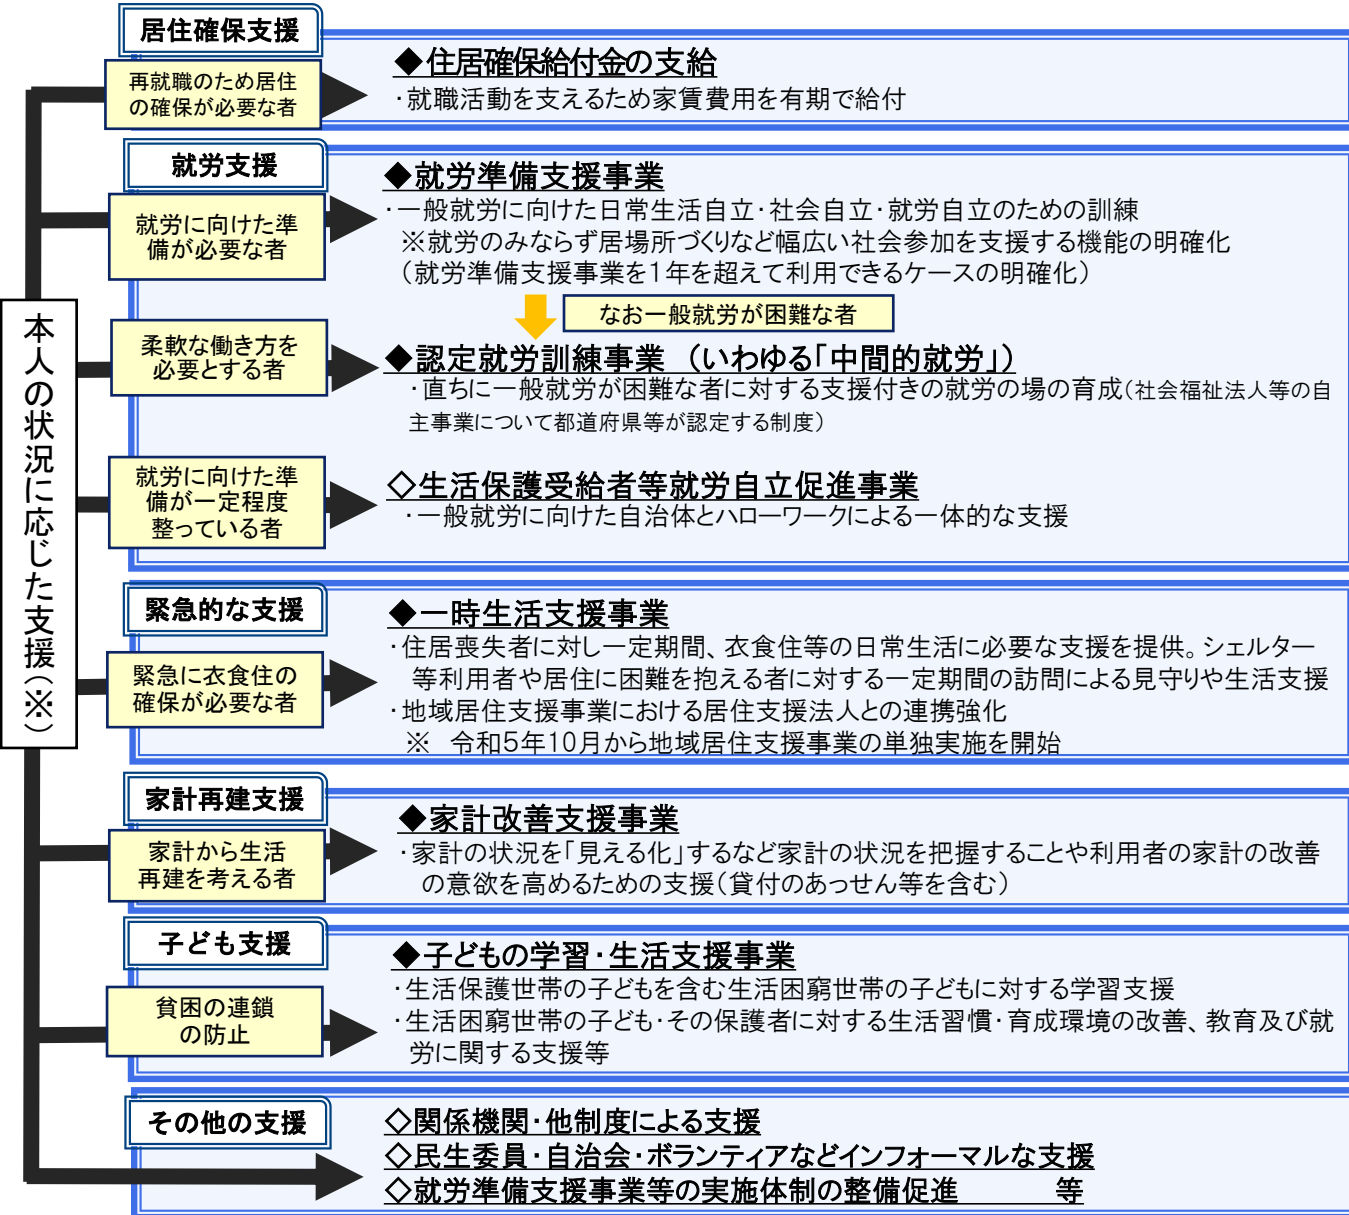 本人の状況に応じた支援（※）
居住確保支援
再就職のため居住
の確保が必要な者
◆住居確保給付金の支給
・就職活動を支えるため家賃費用を有期で給付
就労支援
就労に向けた準
備が必要な者
◆就労準備支援事業
・一般就労に向けた日常生活自立・社会自立・就労自立のための訓練
※就労のみならず居場所づくりなど幅広い社会参加を支援する機能の明確化
（就労準備支援事業を1年を超えて利用できるケースの明確化）
なお一般就労が困難な者
柔軟な働き方を
必要とする者
◆認定就労訓練事業　（いわゆる「中間的就労」）
・直ちに一般就労が困難な者に対する支援付きの就労の場の育成（社会福祉法人等の自
主事業について都道府県等が認定する制度）
就労に向けた準
備が一定程度
整っている者
◇生活保護受給者等就労自立促進事業
・一般就労に向けた自治体とハローワークによる一体的な支援
緊急的な支援
緊急に衣食住の
確保が必要な者
◆一時生活支援事業
・住居喪失者に対し一定期間、衣食住等の日常生活に必要な支援を提供。シェルター
等利用者や居住に困難を抱える者に対する一定期間の訪問による見守りや生活支援
・地域居住支援事業における居住支援法人との連携強化
※　令和5年10月から地域居住支援事業の単独実施を開始
家計再建支援
家計から生活
再建を考える者
◆家計改善支援事業
・家計の状況を「見える化」するなど家計の状況を把握することや利用者の家計の改善
の意欲を高めるための支援（貸付のあっせん等を含む）
子ども支援
貧困の連鎖
の防止
◆子どもの学習・生活支援事業
・生活保護世帯の子どもを含む生活困窮世帯の子どもに対する学習支援
・生活困窮世帯の子ども・その保護者に対する生活習慣・育成環境の改善、教育及び就
労に関する支援等
その他の支援
◇関係機関・他制度による支援
◇民生委員・自治会・ボランティアなどインフォーマルな支援
◇就労準備支援事業等の実施体制の整備促進　　　等